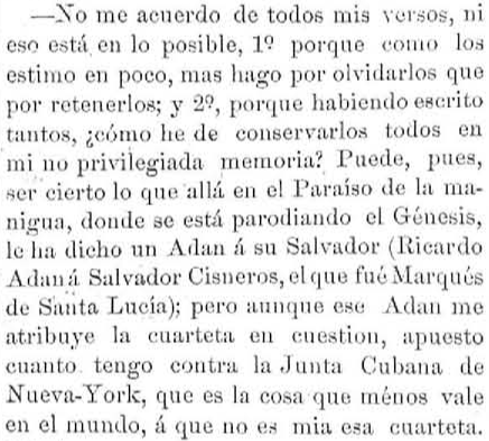 —No me acuerdo de todos mis versos, ni
eso está en lo posible, 1º porque como los
estimo en poco, mas hago por olvidarlos que
por retenerlos; y 2º, porque habiendo escrito
tantos, ¿cómo he de conservarlos todos en
mi no privilegiada memoria? Puede, pues,
ser cierto lo que allá en el Paraíso de la ma-
nigua, donde se está parodiando el Génesis,
le ha dicho un Adan á su Salvador (Ricardo
Adan á Salvador Cisneros, el que fué Marqués
de Santa Lucía); pero aunque ese Adan me
atribuye la cuarteta en cuestion, apuesto
cuanto tengo contra la Junta Cubana de
Nueva-York, que es la cosa que ménos vale
en el mundo, á que no es mia esa cuarteta.